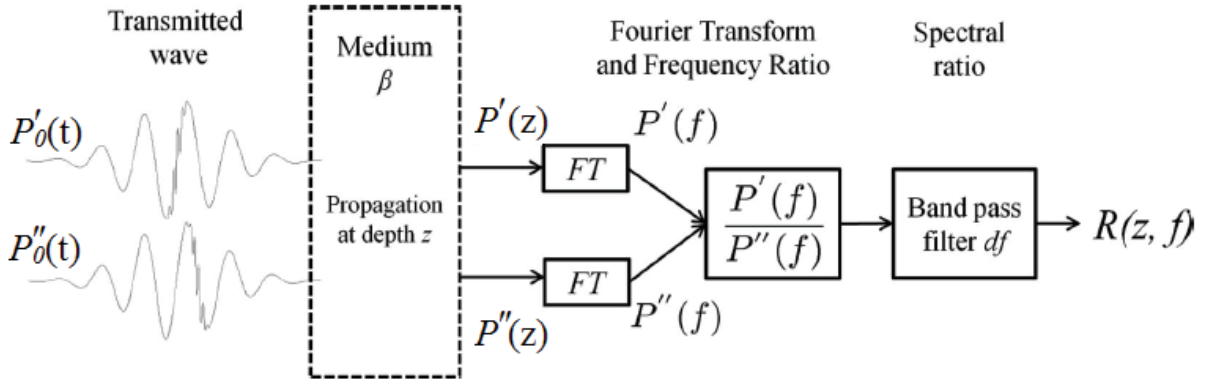 Transmitted
wave
Medium
β
Fourier Transform
and Frequency Ratio
Spectral
ratio
P'₀(t)
P'(z)
P'(f)
FT
Propagation
at depth z
P'(f)
P''(f)
Band pass
filter df
R(z, f)
P''₀(t)
FT
P''(z)
P''(f)